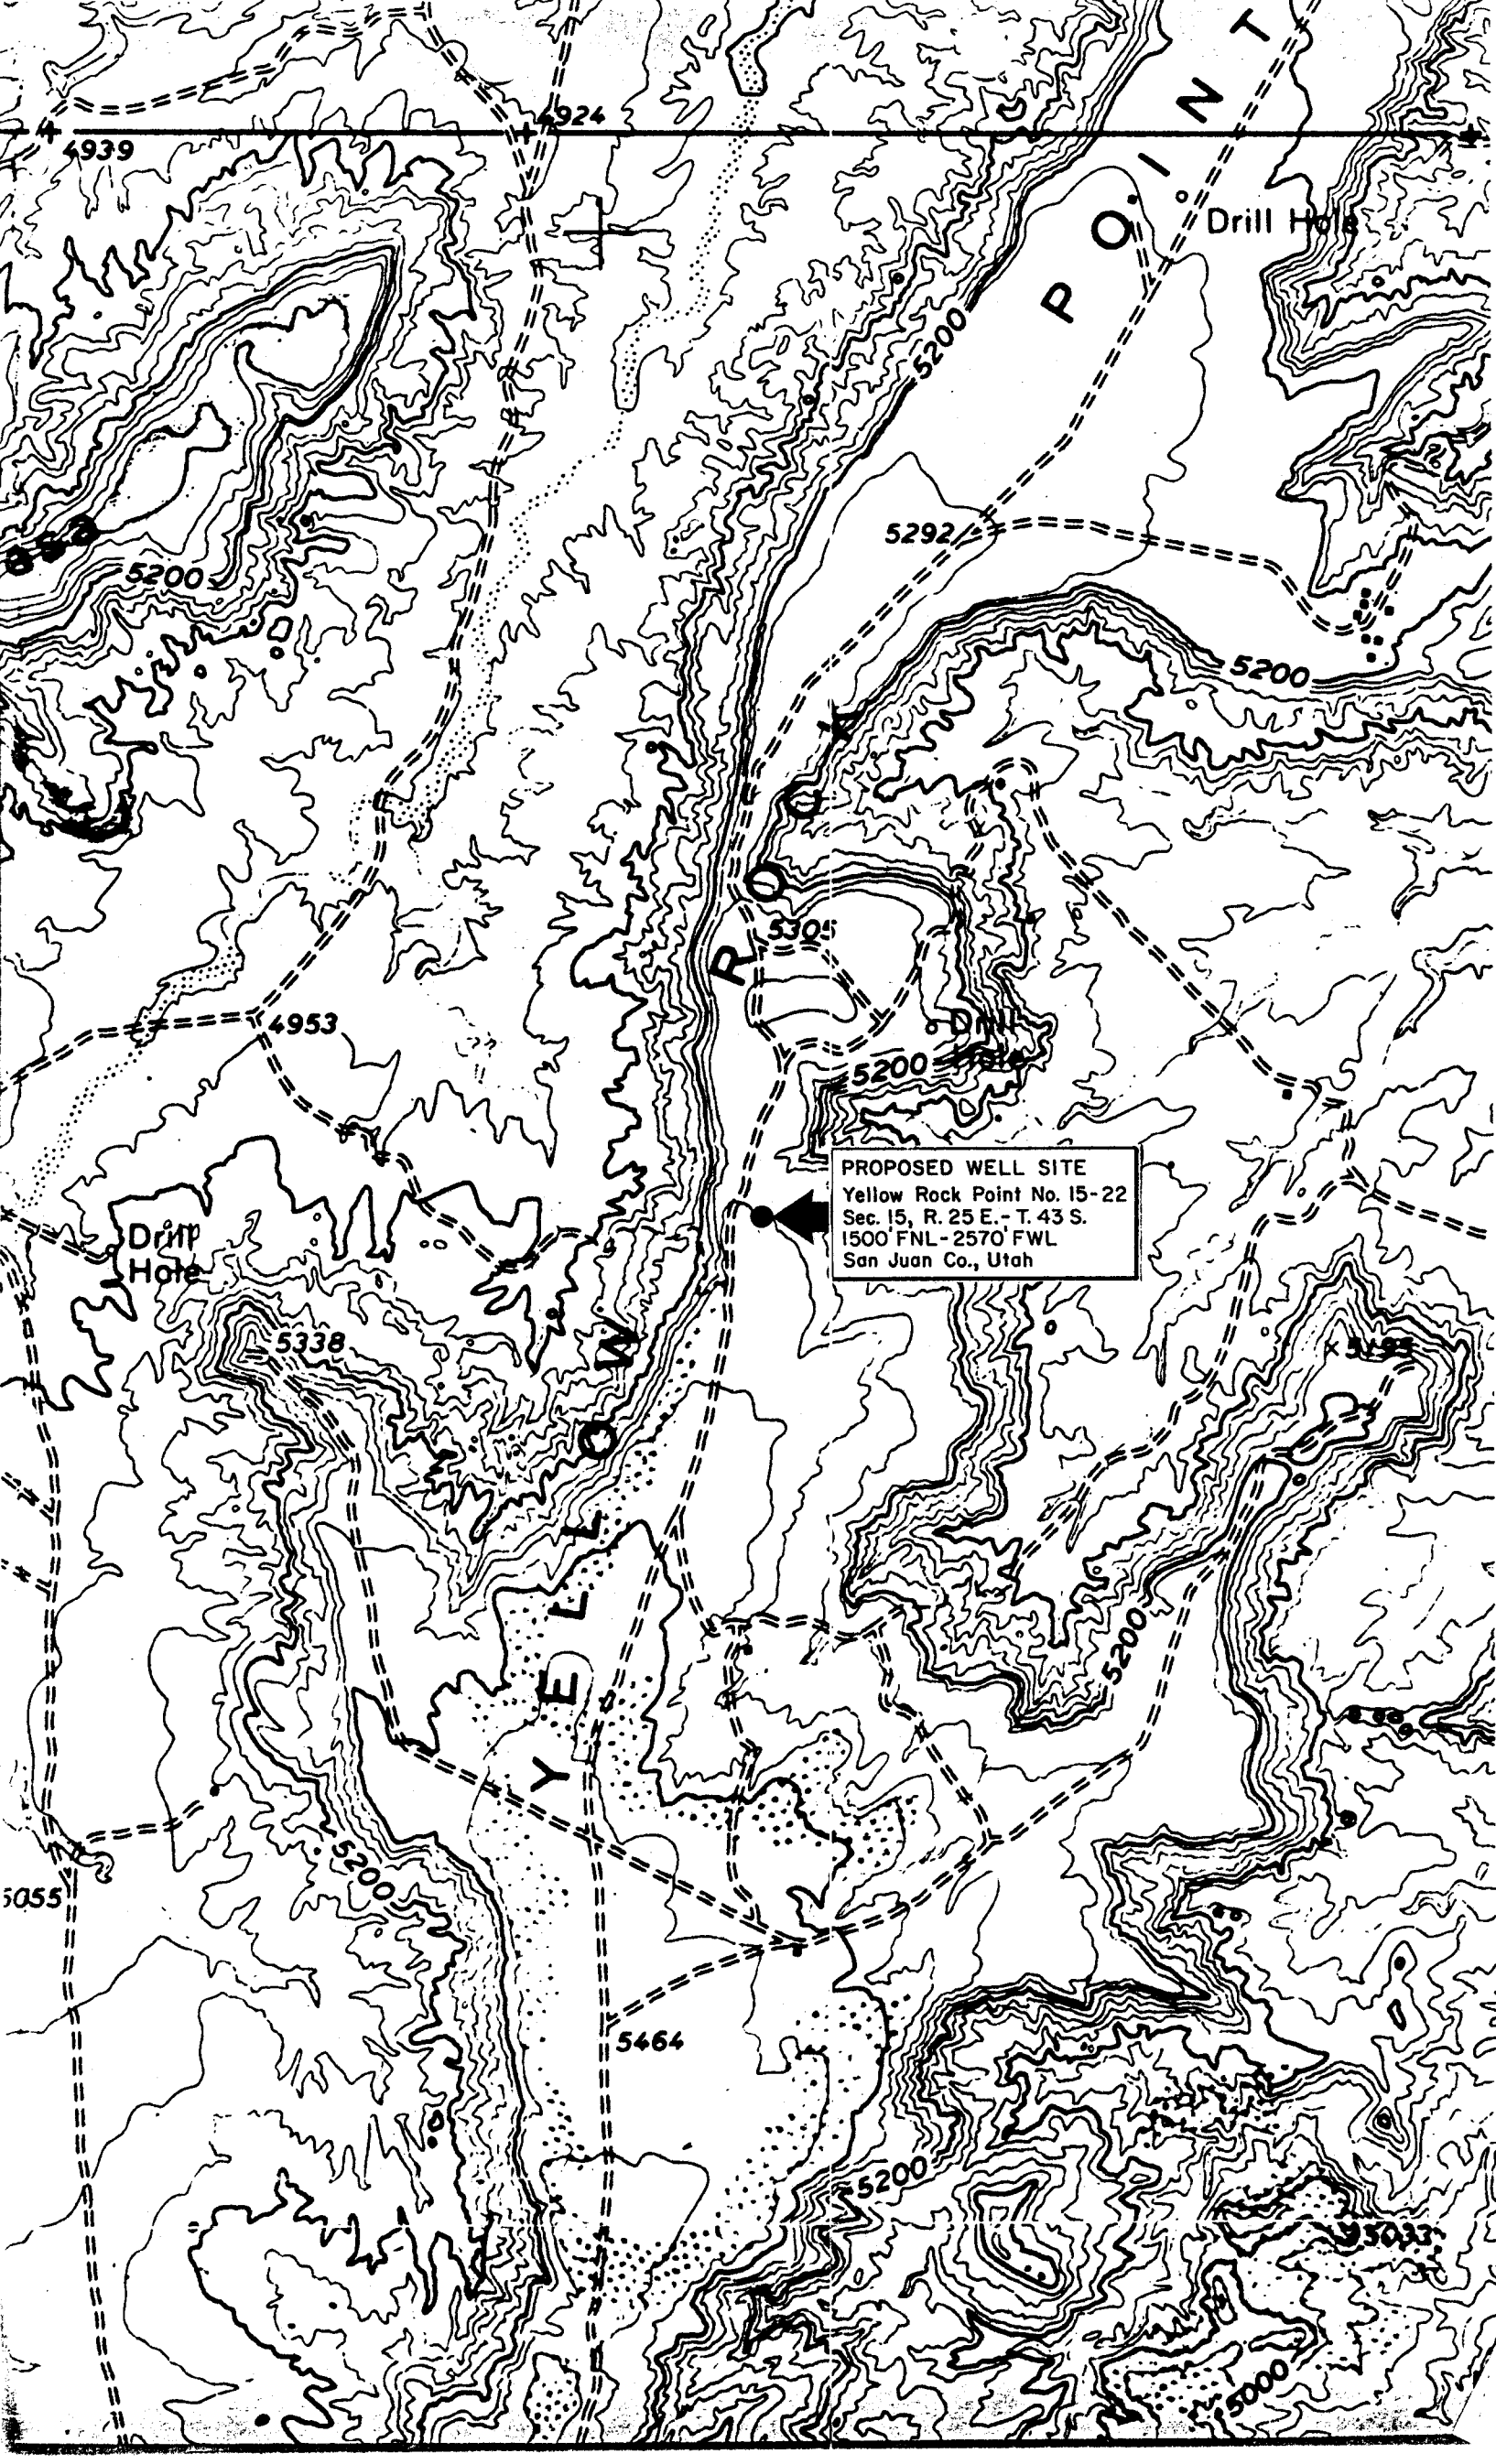 4924
4939
YELLOW ROCK POINT
Drill Hole
5200
5292
esa
5200
5200
5305
4953
Drill
Hole
5200
PROPOSED WELL SITE
Yellow Rock Point No. 15-22
Sec. 15, R. 25 E.- T. 43 S.
1500' FNL-2570' FWL
San Juan Co., Utah
Drill
Hole
5338
5200
5200
5055
5464
5200
5033
5000